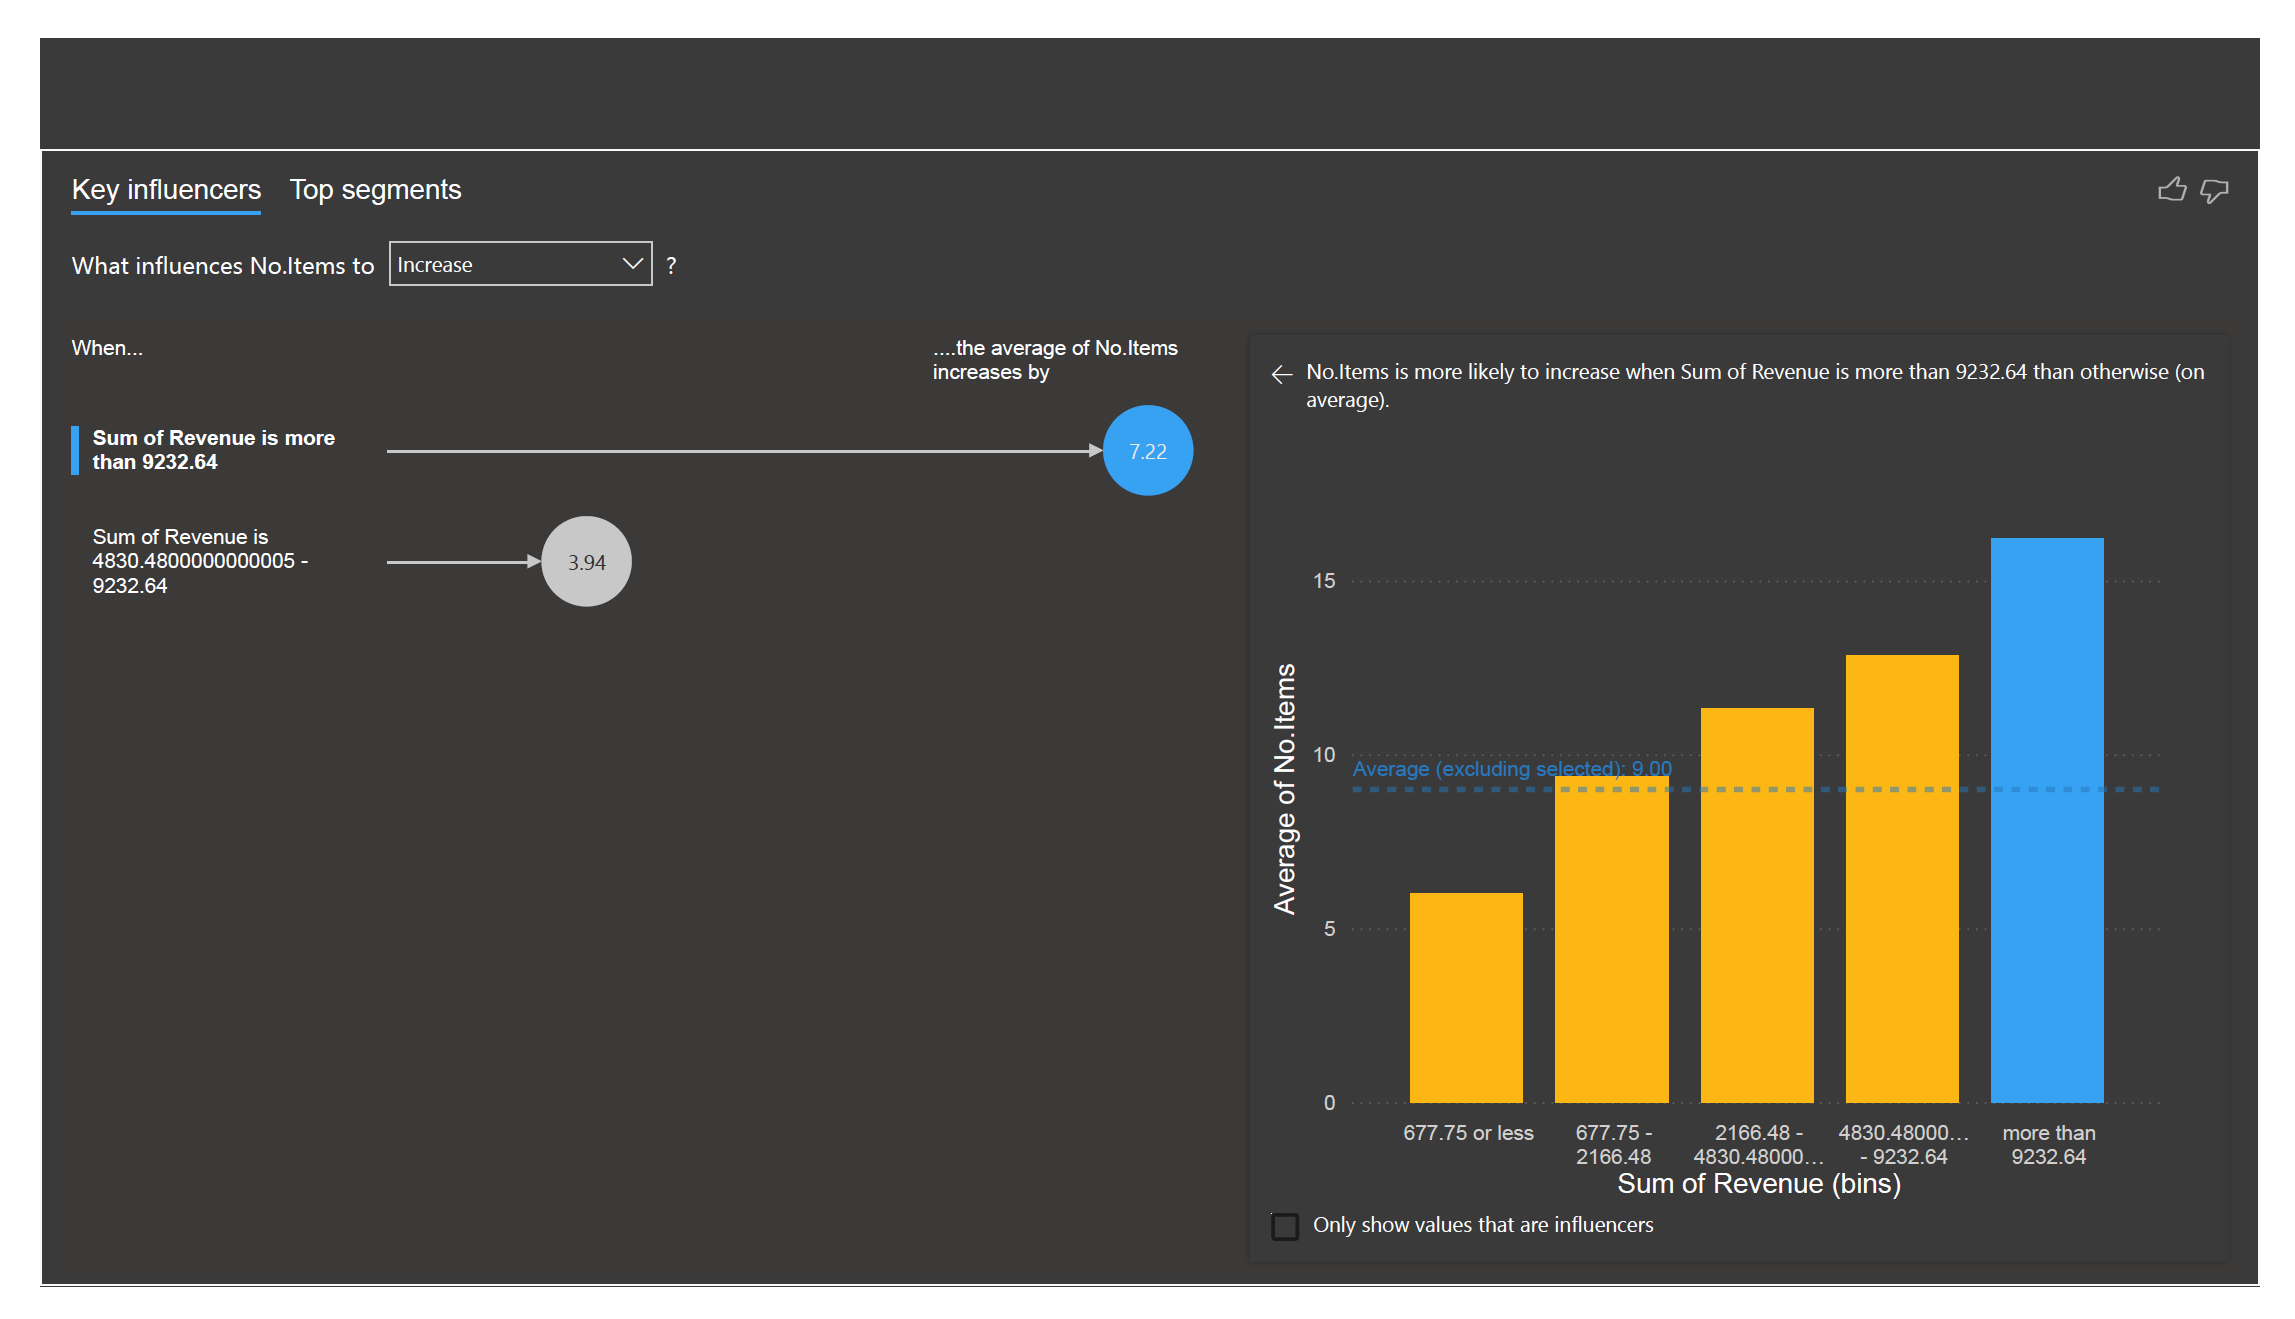 Key influencers Top segments
What influences No.Items to Increase ?
When...
....the average of No.Items
increases by
Sum of Revenue is more
than 9232.64
7.22
Sum of Revenue is
4830.4800000000005 -
9232.64
3.94
No.Items is more likely to increase when Sum of Revenue is more than 9232.64 than otherwise (on
average).
Average of No.Items
15
10
5
0
Average (excluding selected): 9.00
677.75 or less
677.75 -
2166.48
2166.48 -
4830.48000...
4830.48000...
- 9232.64
more than
9232.64
Sum of Revenue (bins)
Only show values that are influencers